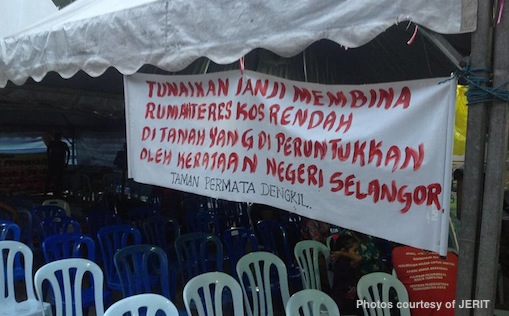 TUNAIKAN JANJI MEMBINA
RUMAH TERES KOS RENDAH
DI TANAH YANG DI PERUNTUKKAN
OLEH KERAJAAN NEGERI SELANGOR
TAMAN PERMATA DENGKIL..
Photos courtesy of JERIT